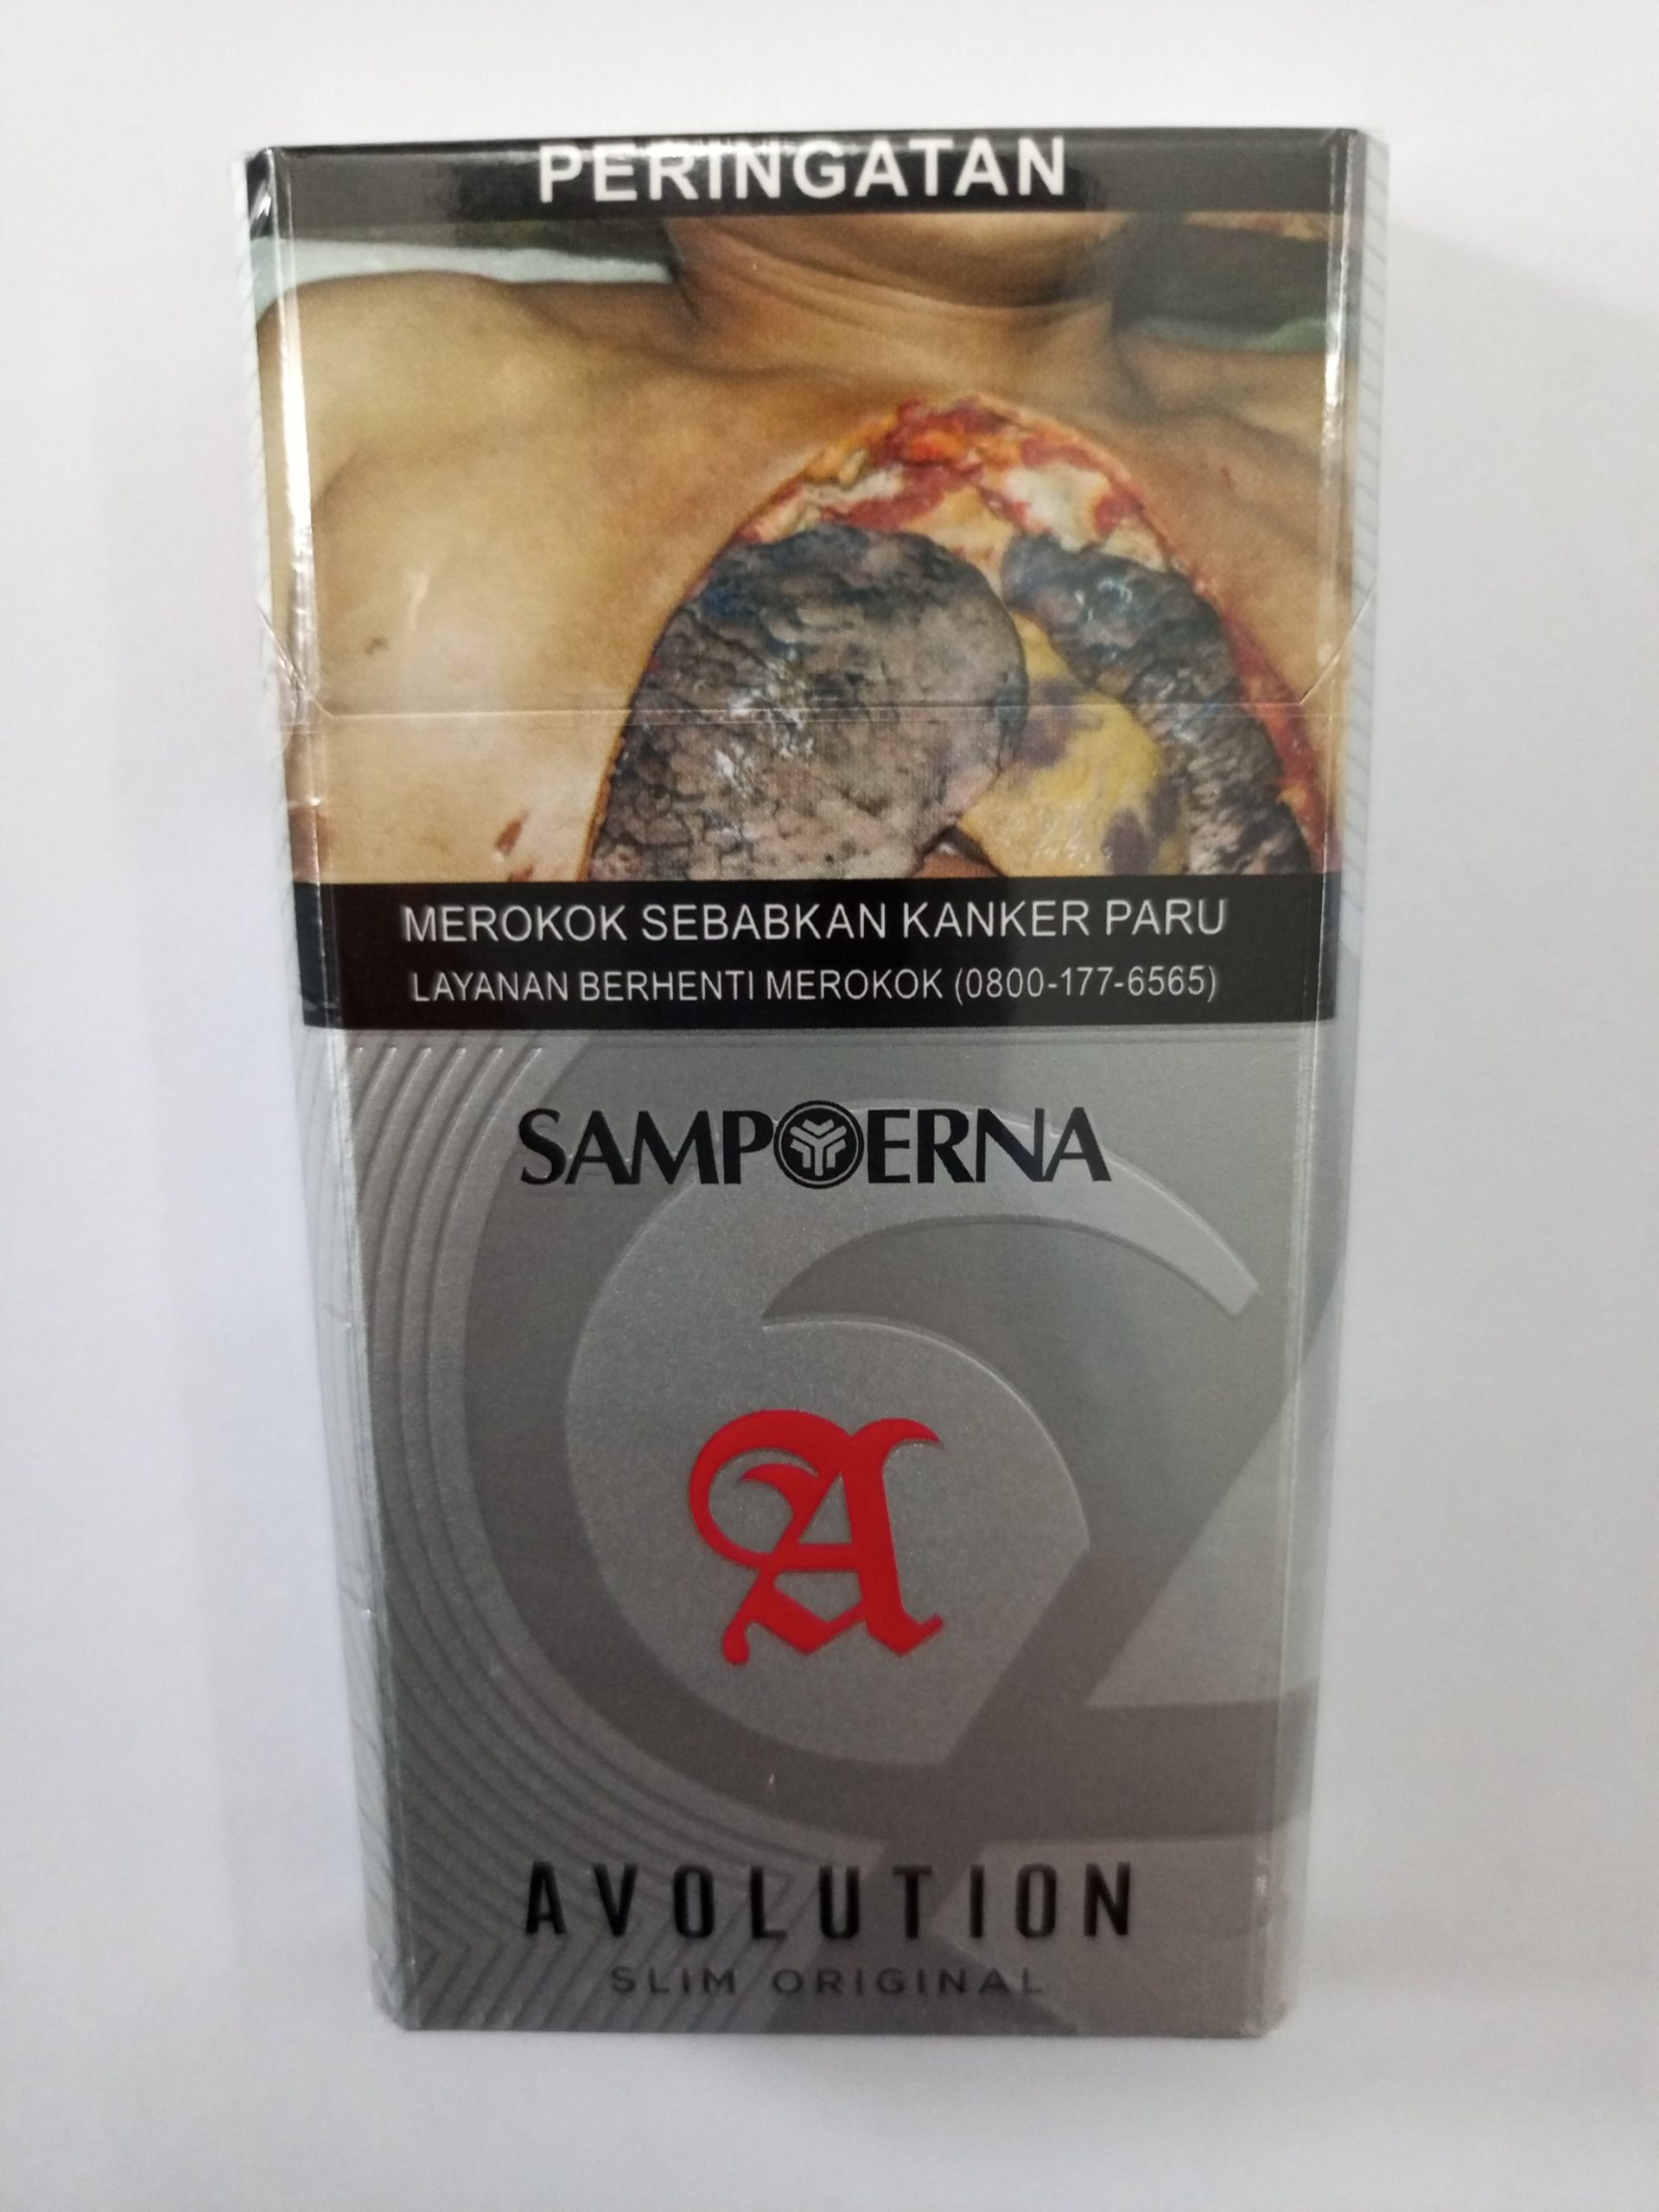 PERINGATAN
MEROKOK SEBABKAN KANKER PARU
LAYANAN BERHENTI MEROKOK (0800-177-6565)
SAMPOERNA
A
AVOLUTION
SLIM ORIGINAL